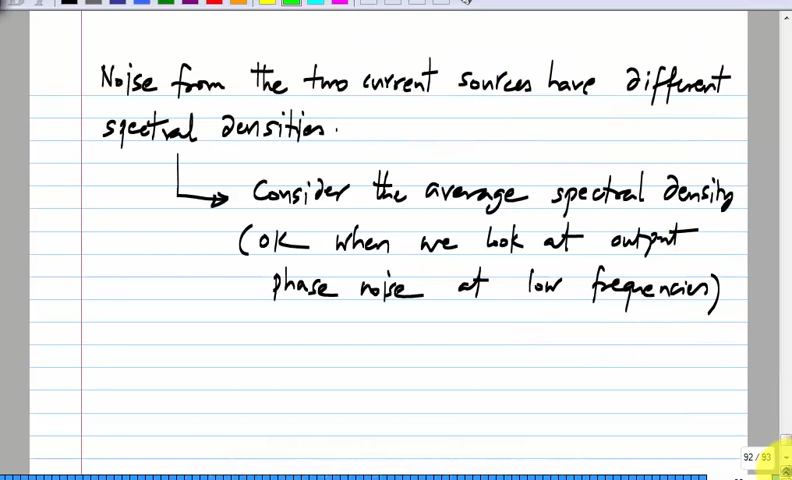 Noise from the two current sources have different
spectral densities.
Consider the average spectral density
(OK when we look at output
phase noise at low frequencies)
92 / 93